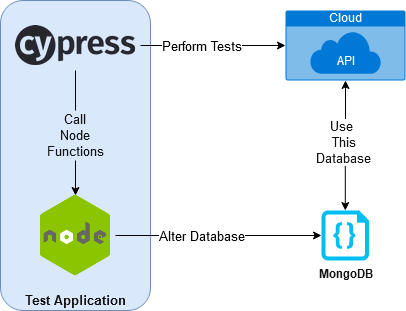 cypress
Perform Tests
Cloud
API
Call
Node
Functions
Use
This
Database
node
Alter Database
{ }
MongoDB
Test Application